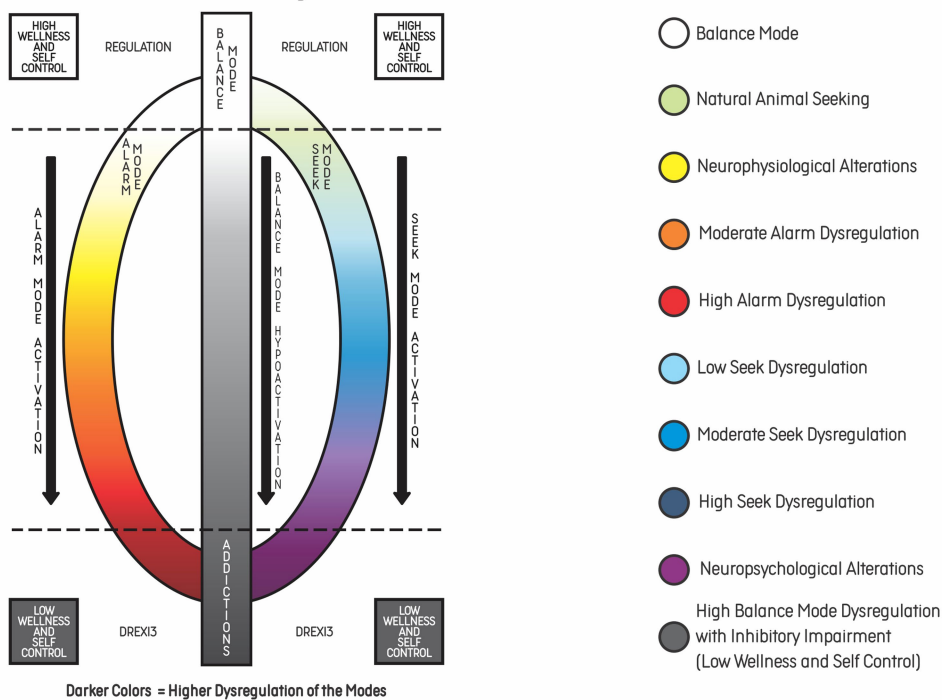 HIGH
WELLNESS
AND
SELF
CONTROL
REGULATION
BALANCE
MODE
REGULATION
HIGH
WELLNESS
AND
SELF
CONTROL
ALARM
MODE
SEEK
MODE
ALARM MODE ACTIVATION
BALANCE MODE HYPOACTIVATION
SEEK MODE ACTIVATION
ADDICTIONS
LOW
WELLNESS
AND
SELF
CONTROL
DREXI3
DREXI3
LOW
WELLNESS
AND
SELF
CONTROL
Darker Colors = Higher Dysregulation of the Modes
Balance Mode
Natural Animal Seeking
Neurophysiological Alterations
Moderate Alarm Dysregulation
High Alarm Dysregulation
Low Seek Dysregulation
Moderate Seek Dysregulation
High Seek Dysregulation
Neuropsychological Alterations
High Balance Mode Dysregulation
with Inhibitory Impairment
(Low Wellness and Self Control)